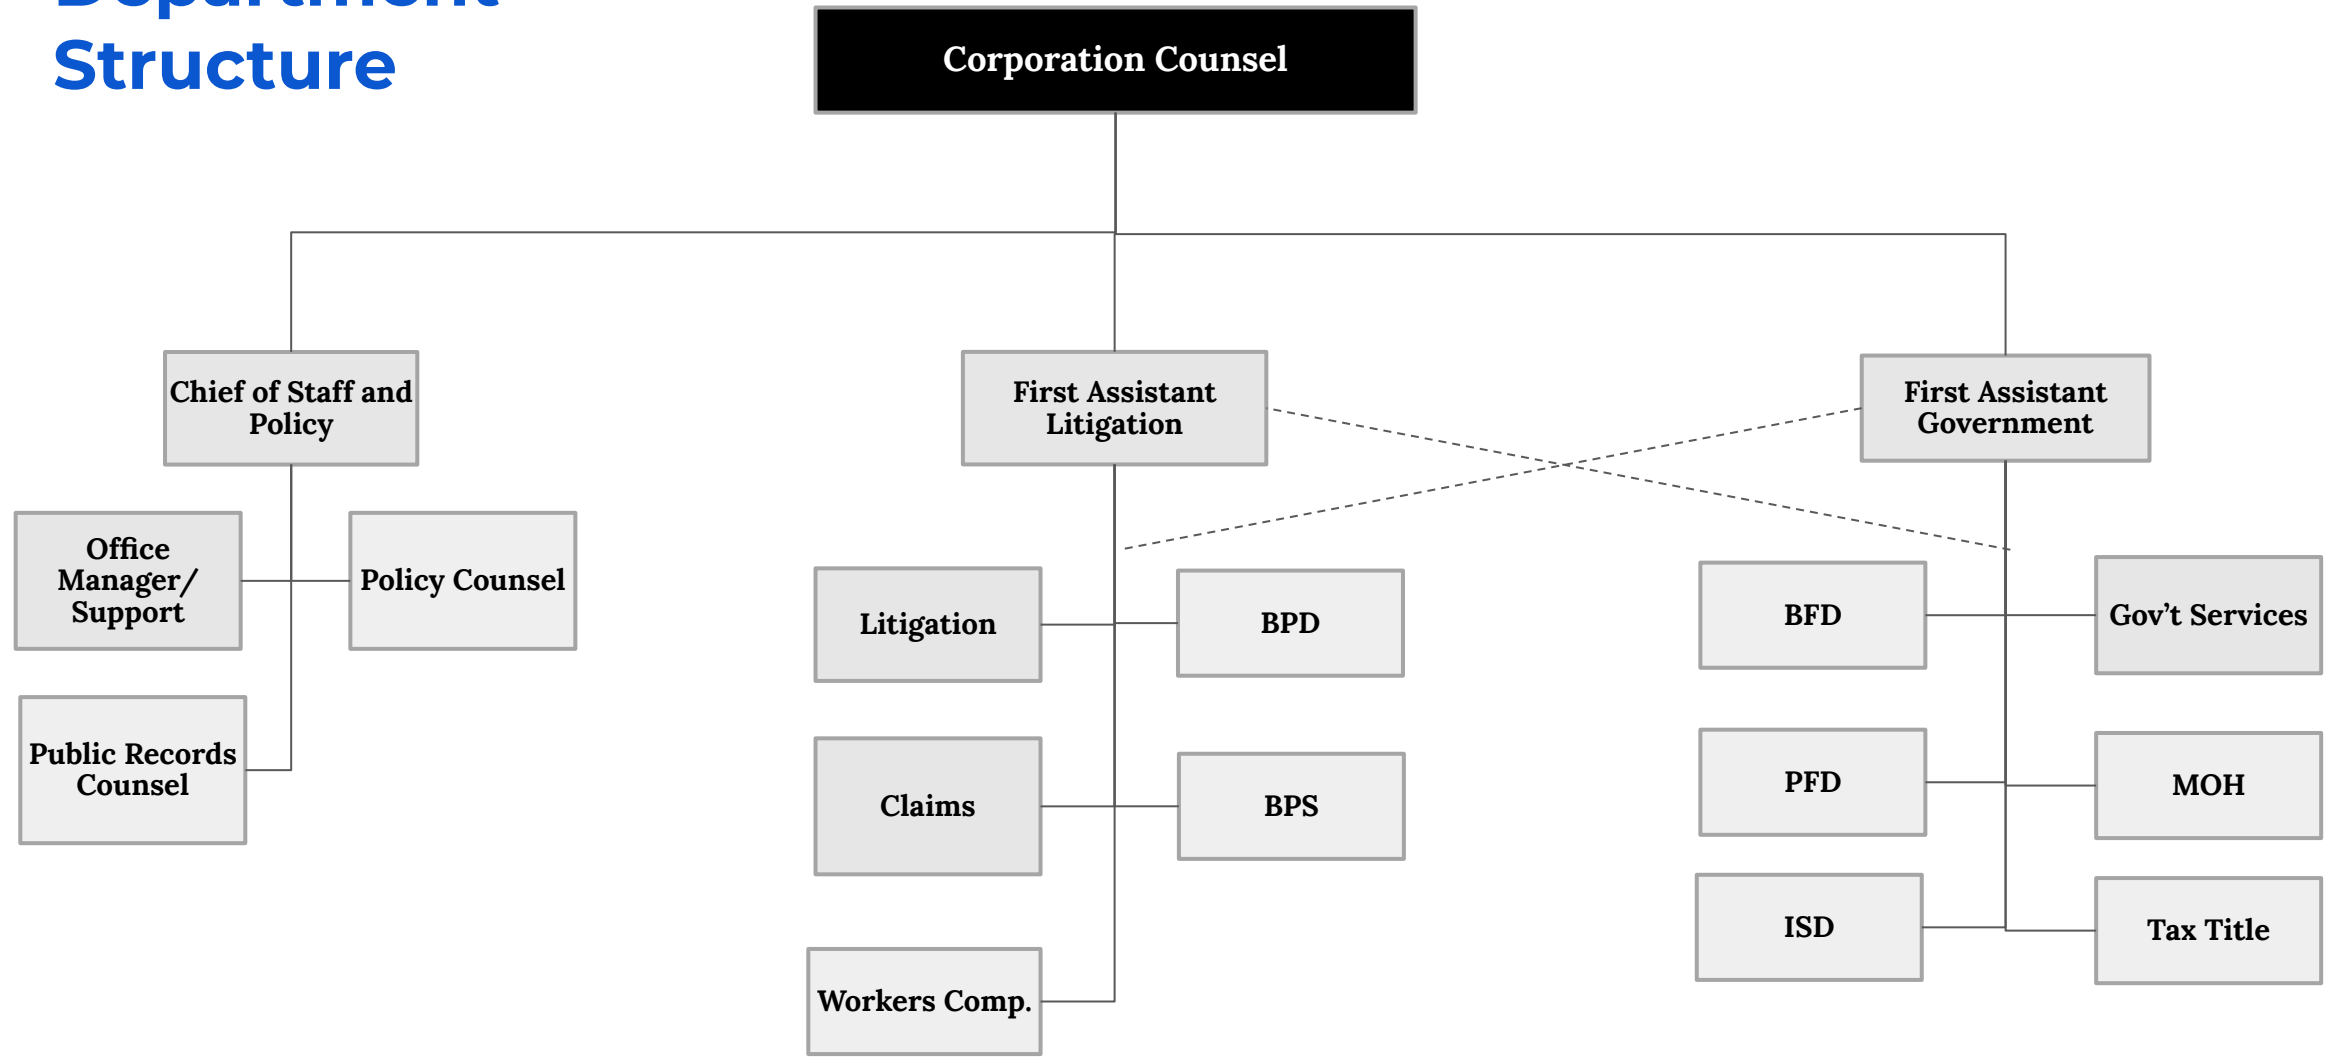 Department
Structure
Corporation Counsel
Chief of Staff and
Policy
First Assistant
Litigation
First Assistant
Government
Office
Manager/
Support
Policy Counsel
Public Records
Counsel
Litigation
BPD
Claims
BPS
Workers Comp.
BFD
Gov’t Services
PFD
MOH
ISD
Tax Title